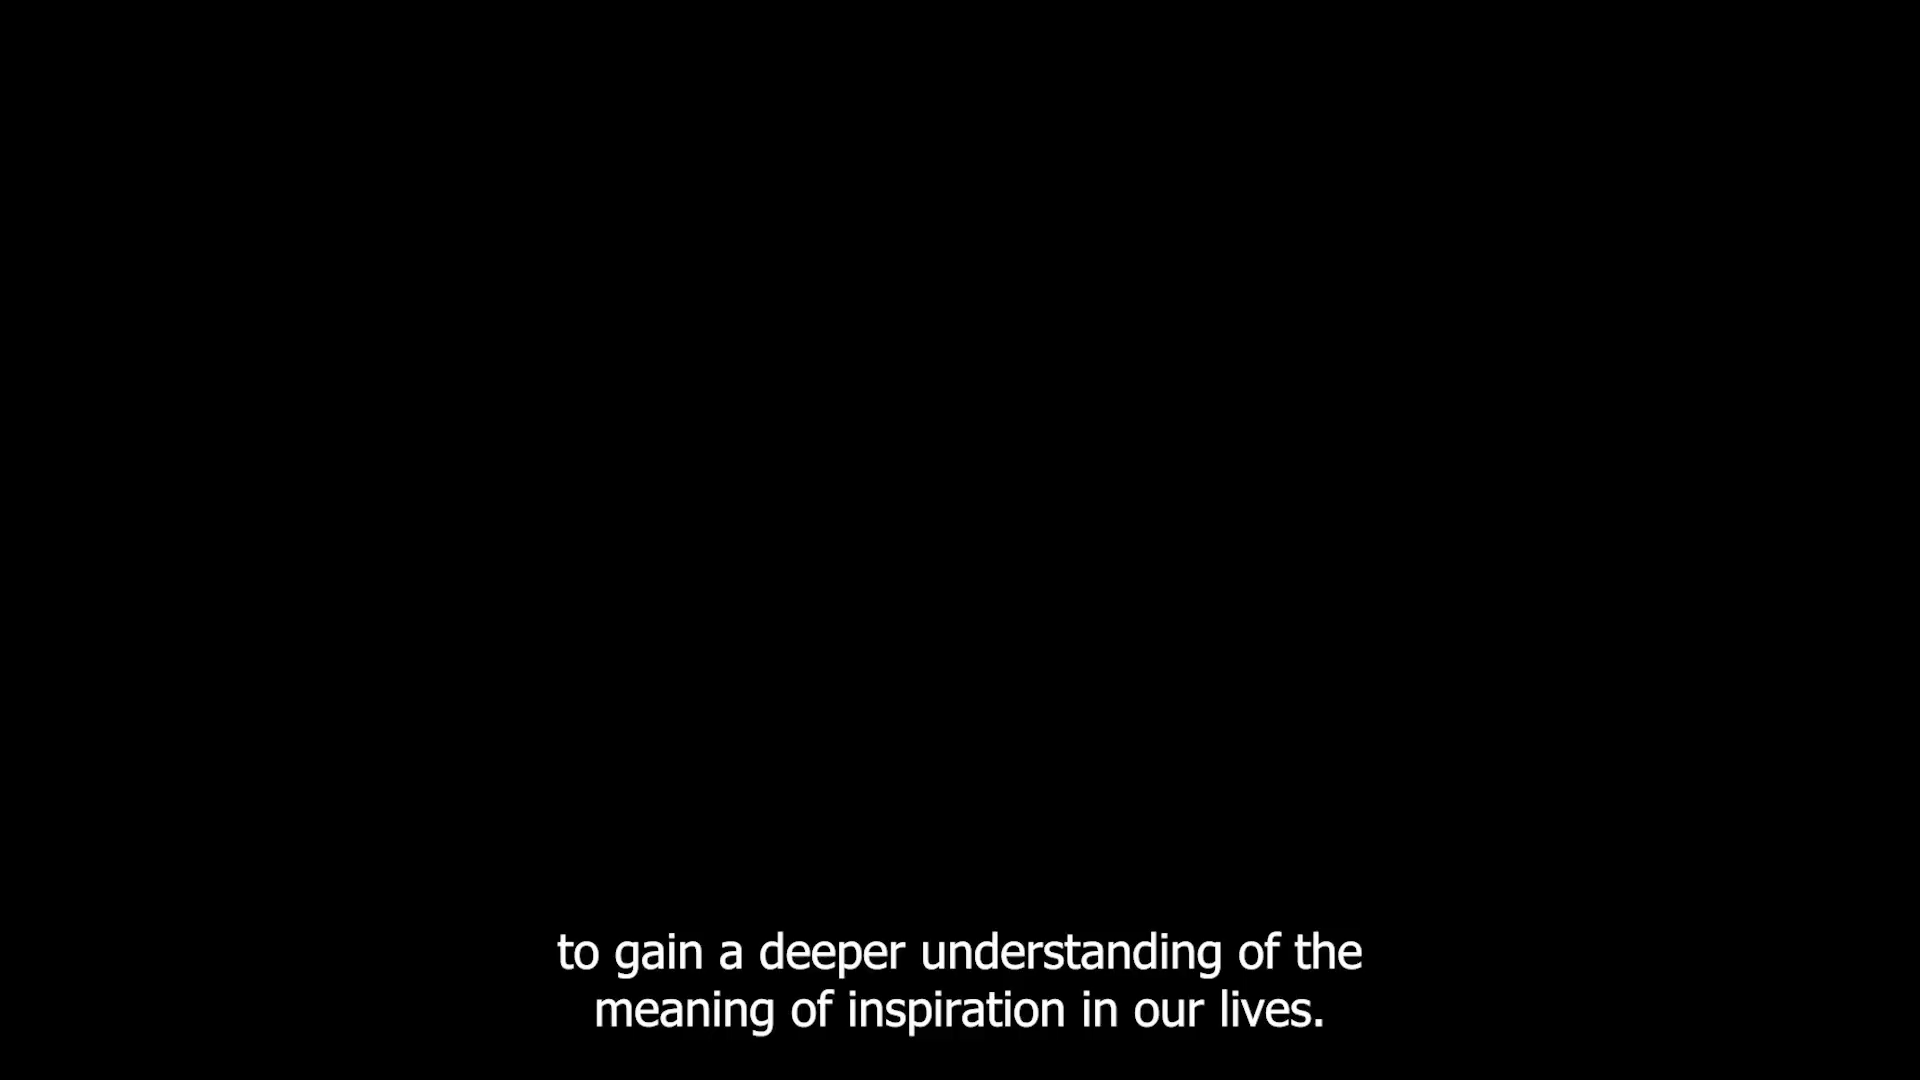 to gain a deeper understanding of the
meaning of inspiration in our lives.